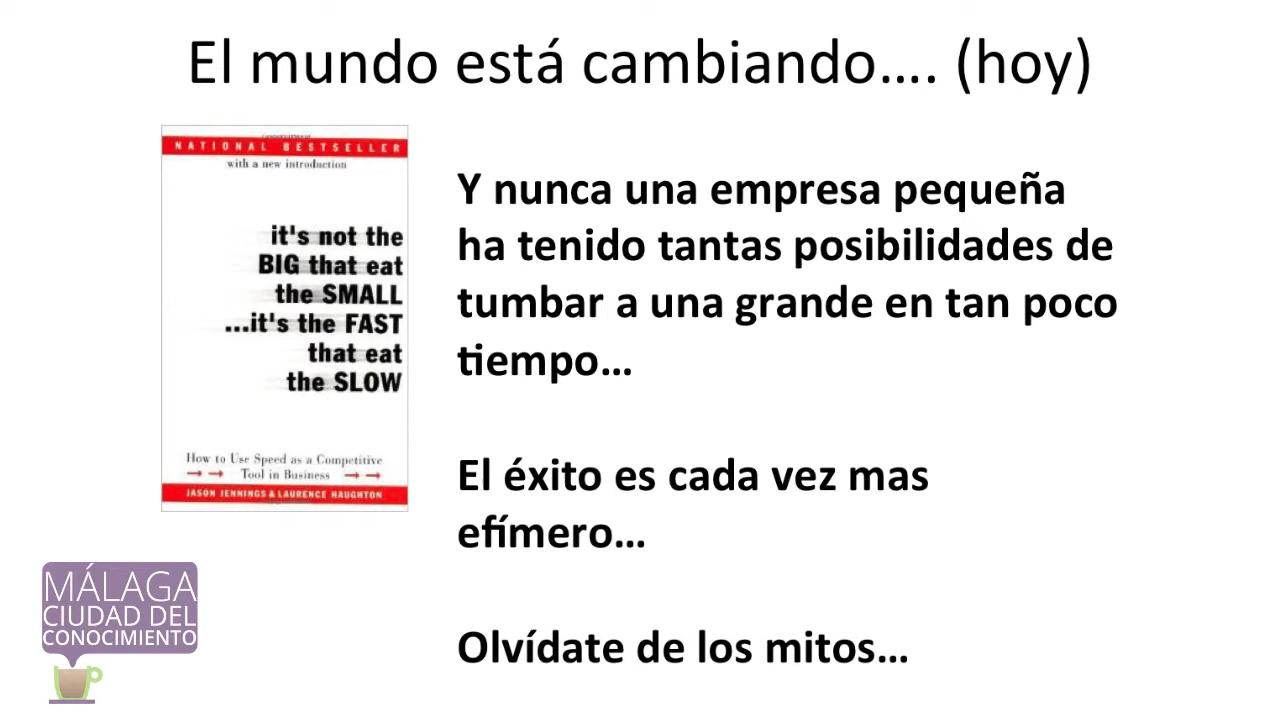 El mundo está cambiando…. (hoy)
NATIONAL BESTSELLER
with a new introduction
it's not the
BIG that eat
the SMALL
...it's the FAST
that eat
the SLOW
How to Use Speed as a Competitive
Tool in Business
JASON JENNINGS & LAURENCE HAUGHTON
Y nunca una empresa pequeña
ha tenido tantas posibilidades de
tumbar a una grande en tan poco
tiempo…
El éxito es cada vez mas
efímero…
Olvídate de los mitos…
MÁLAGA
CIUDAD DEL
CONOCIMIENTO